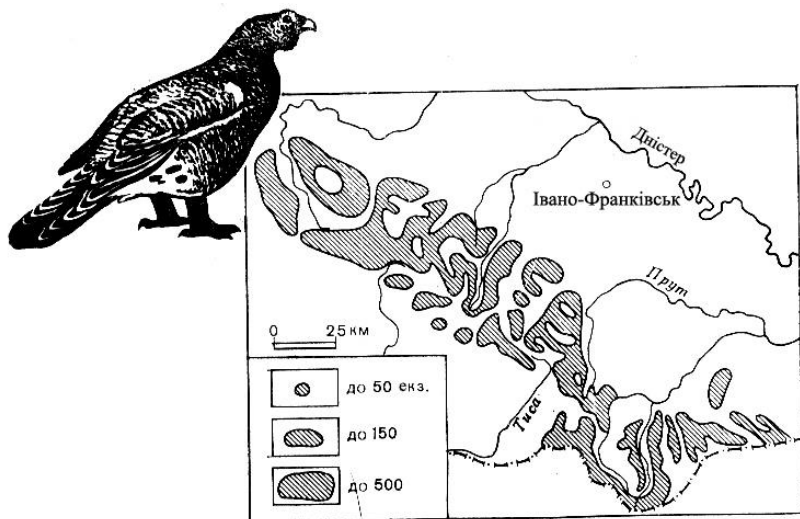 Дністер
Івано-Франківськ
Прут
0 25 км
Тиса
до 50 екз.
до 150
до 500